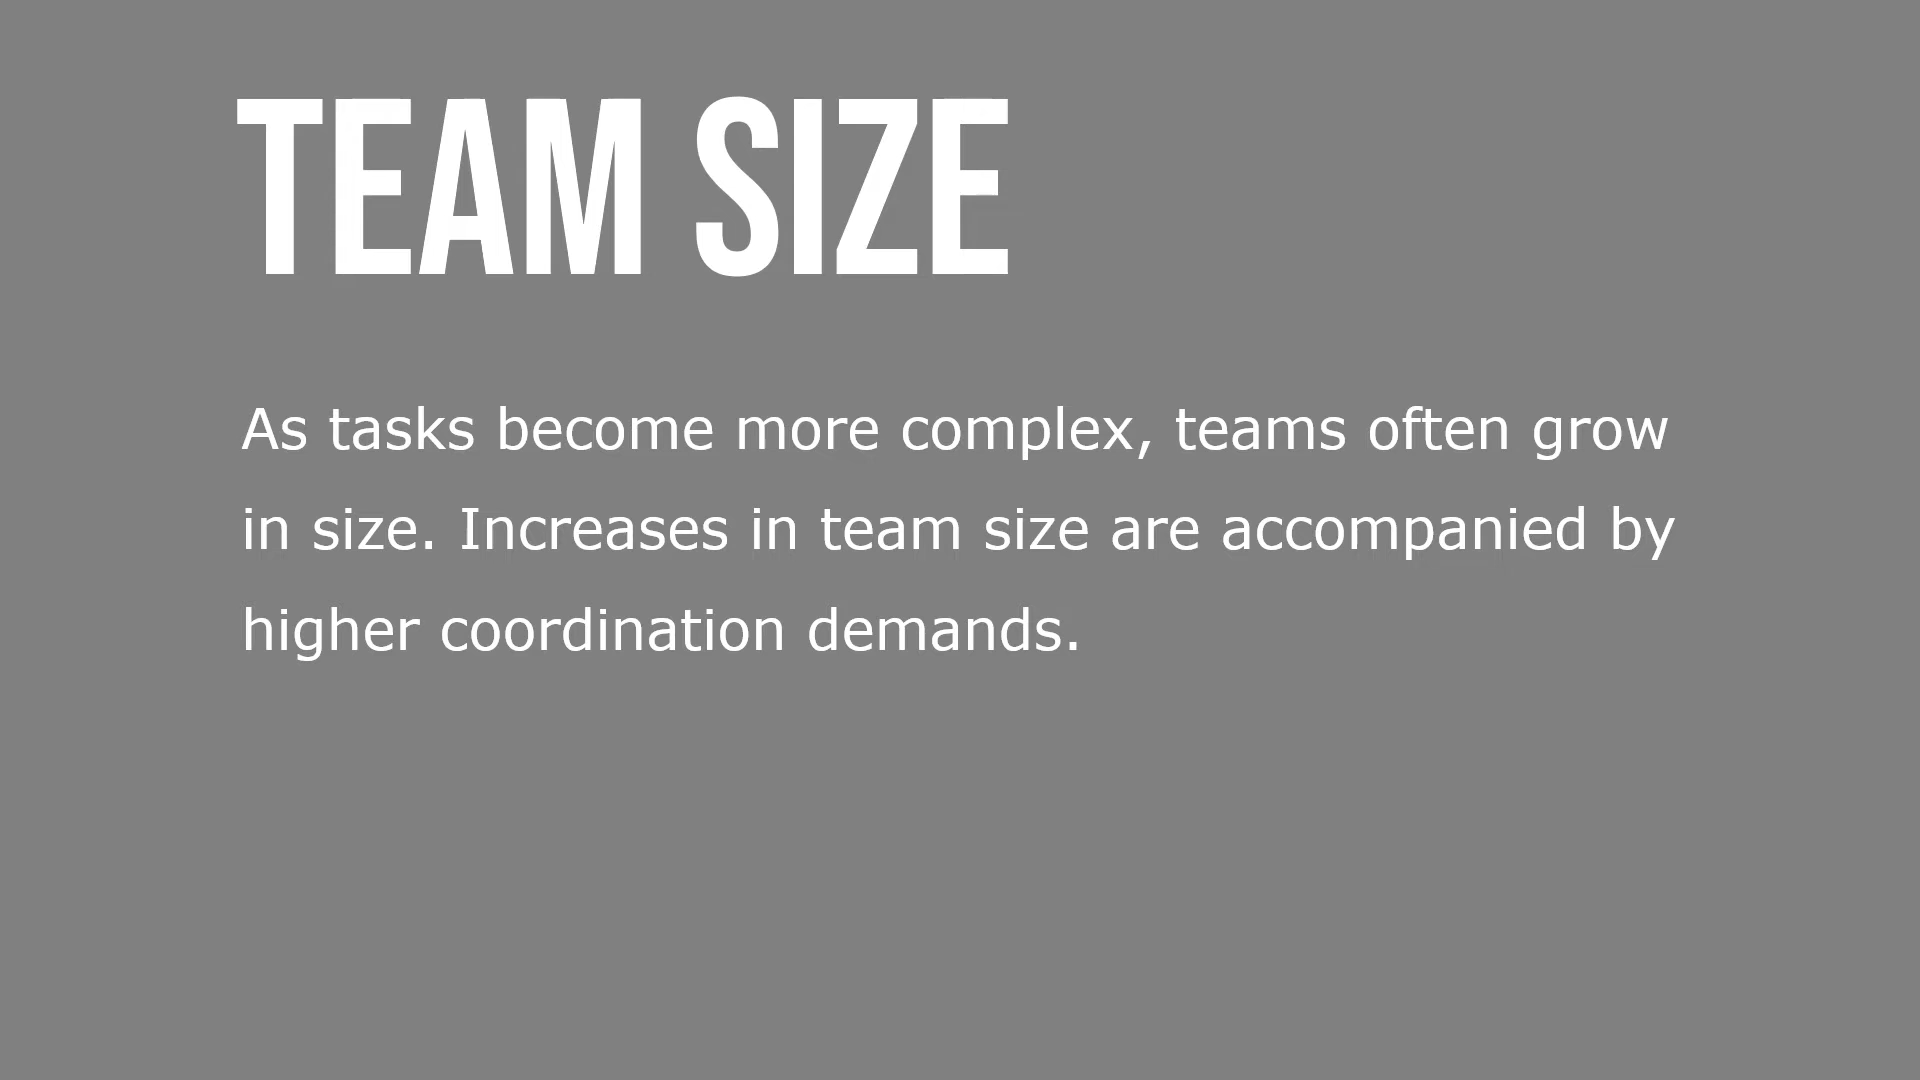 TEAM SIZE
As tasks become more complex, teams often grow
in size. Increases in team size are accompanied by
higher coordination demands.